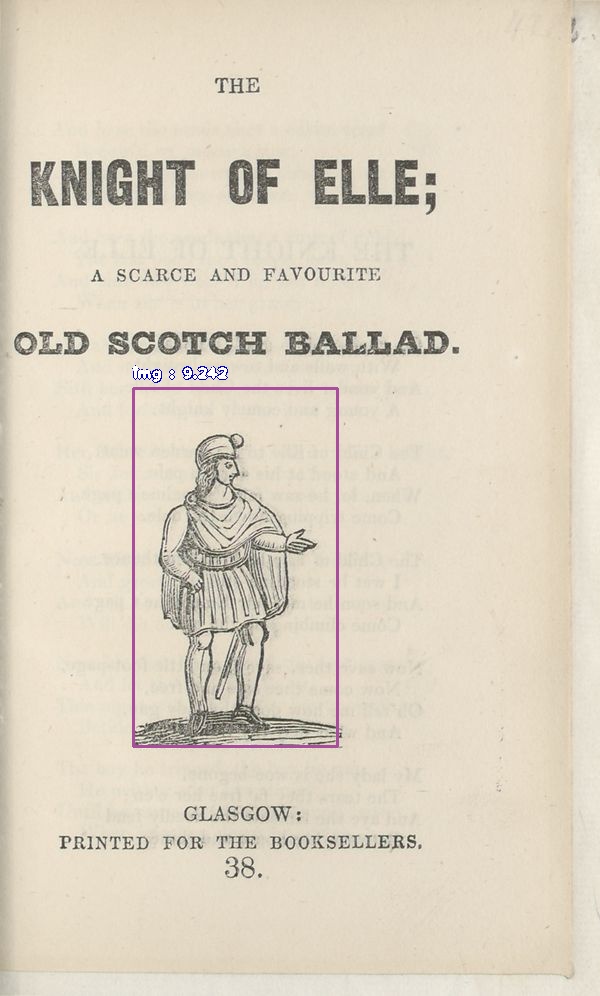 THE
KNIGHT OF ELLE;
A SCARCE AND FAVOURITE
OLD SCOTCH BALLAD.
img : 9.242
GLASGOW:
PRINTED FOR THE BOOKSELLERS.
38.